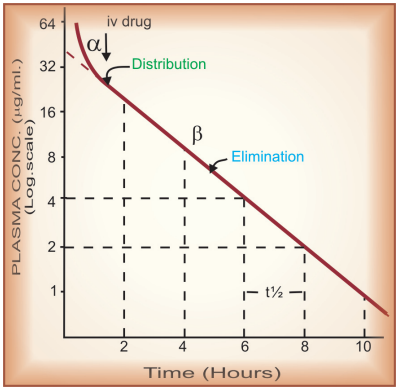 iv drug
64
α
Distribution
32
16
β
Elimination
8
4
2
t½
1
2 4 6 8 10
Time (Hours)
PLASMA CONC. (µg/ml.)
(Log.scale)